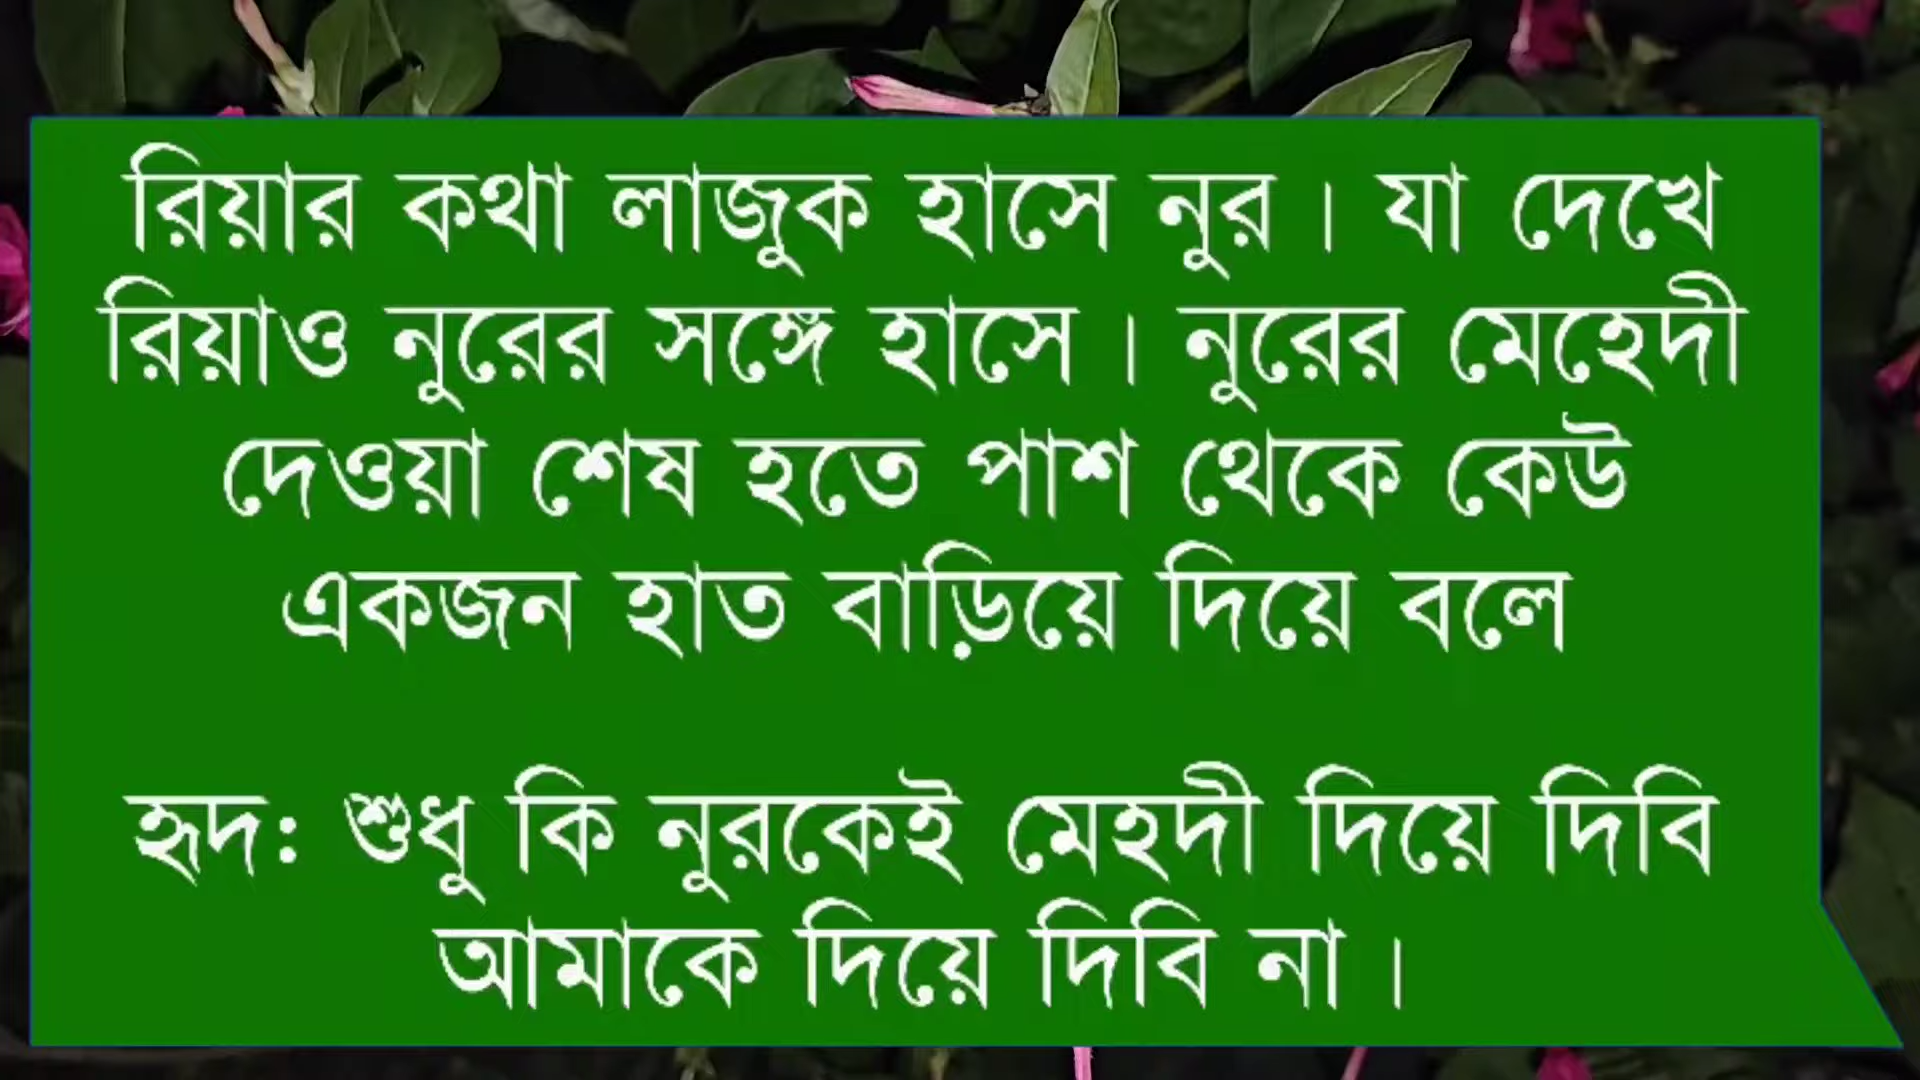 রিয়ার কথা লাজুক হাসে নুর । যা দেখে
রিয়াও নুরের সঙ্গে হাসে । নুরের মেহেদী
দেওয়া শেষ হতে পাশ থেকে কেউ
একজন হাত বাড়িয়ে দিয়ে বলে
হৃদ: শুধু কি নুরকেই মেহদী দিয়ে দিবি
আমাকে দিয়ে দিবি না ।